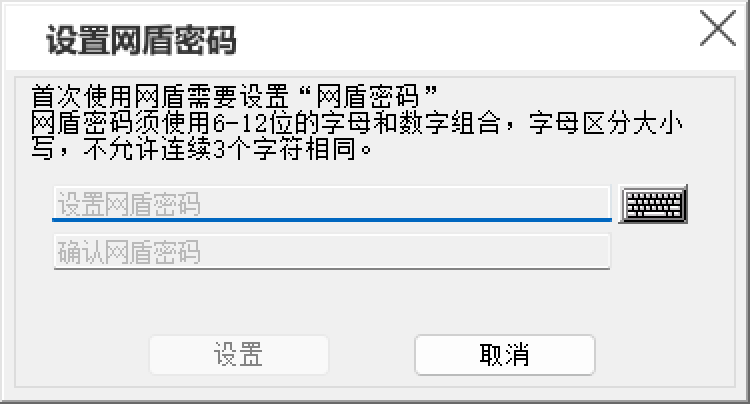 设置网盾密码
首次使用网盾需要设置“网盾密码”
网盾密码须使用6-12位的字母和数字组合，字母区分大小
写，不允许连续3个字符相同。
设置网盾密码
确认网盾密码
设置
取消